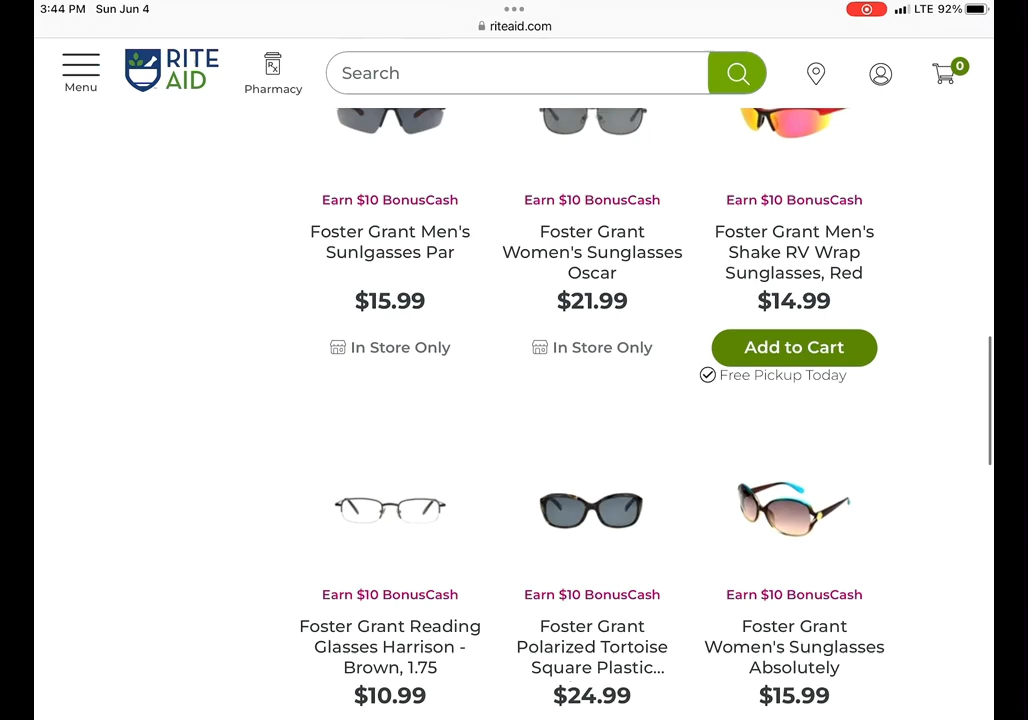 3:44 PM Sun Jun 4
LTE 92%
riteaid.com
Menu
RITE AID
Pharmacy
Search
0
Earn $10 BonusCash
Foster Grant Men's
Sunlgasses Par
$15.99
In Store Only
Earn $10 BonusCash
Foster Grant
Women's Sunglasses
Oscar
$21.99
In Store Only
Earn $10 BonusCash
Foster Grant Men's
Shake RV Wrap
Sunglasses, Red
$14.99
Add to Cart
Free Pickup Today
Earn $10 BonusCash
Foster Grant Reading
Glasses Harrison -
Brown, 1.75
$10.99
Earn $10 BonusCash
Foster Grant
Polarized Tortoise
Square Plastic...
$24.99
Earn $10 BonusCash
Foster Grant
Women's Sunglasses
Absolutely
$15.99